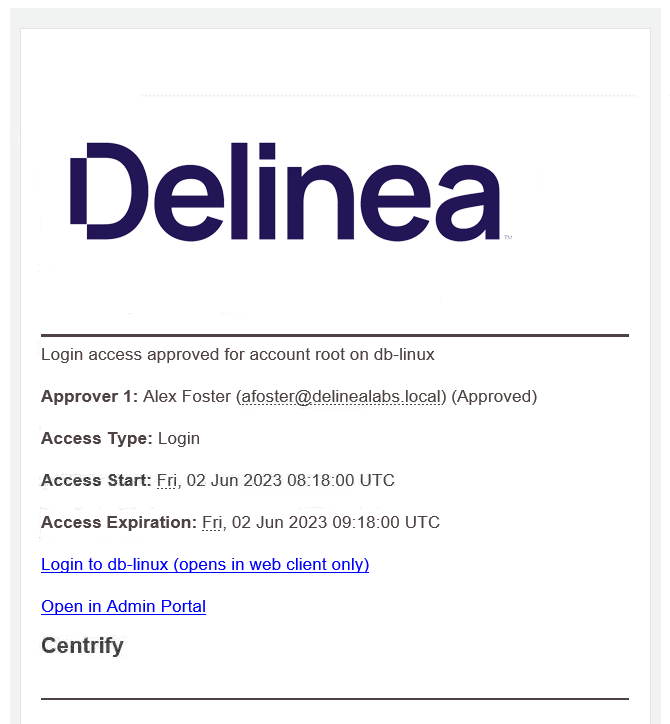 Delinea™
Login access approved for account root on db-linux
Approver 1: Alex Foster (afoster@delinealabs.local) (Approved)
Access Type: Login
Access Start: Fri, 02 Jun 2023 08:18:00 UTC
Access Expiration: Fri, 02 Jun 2023 09:18:00 UTC
Login to db-linux (opens in web client only)
Open in Admin Portal
Centrify